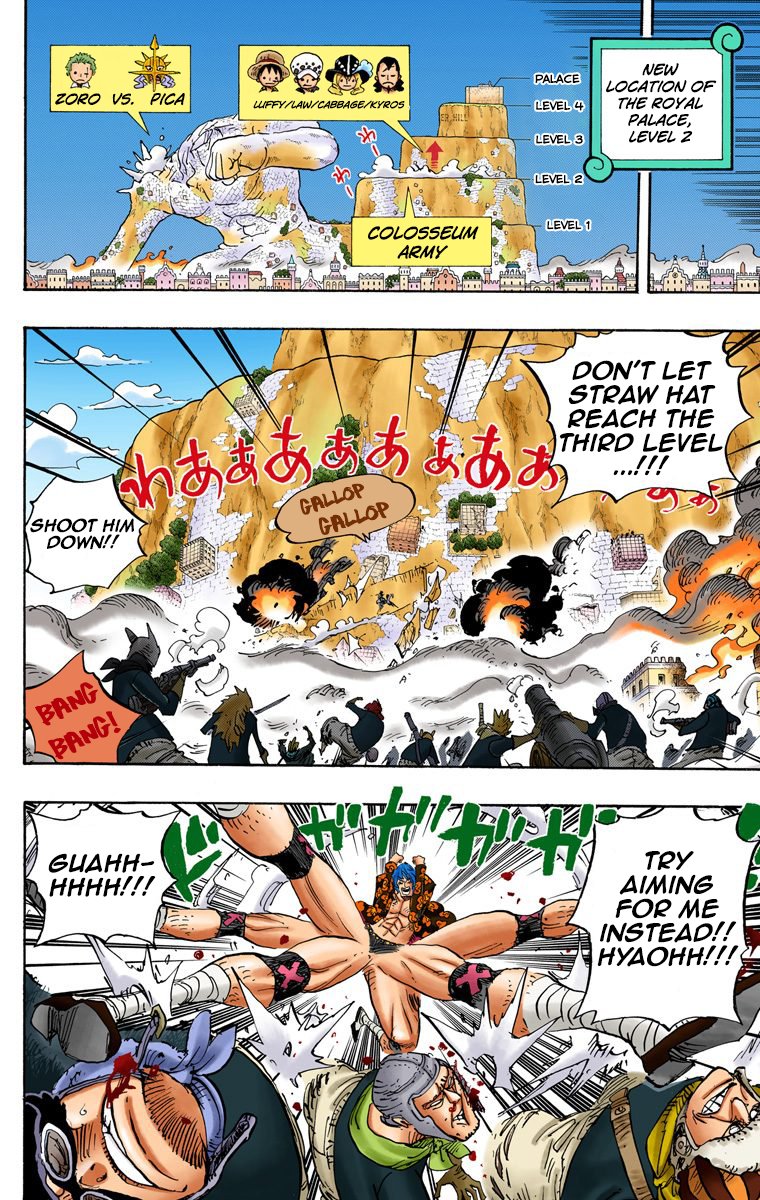 NEW
LOCATION OF
THE ROYAL
PALACE,
LEVEL 2
PALACE
LEVEL 4
LEVEL 3
LEVEL 2
LEVEL 1
ER HILL
LUFFY/LAW/CABBAGE/KYROS
わー
わー
COLOSSEUM
ARMY
ZORO VS. PICA
DON'T LET
STRAW HAT
REACH THE
THIRD LEVEL
...!!!
わあぁあぁあぁあぁ
GALLOP
GALLOP
SHOOT HIM
DOWN!!
BANG
BANG!
TRY
AIMING
FOR ME
INSTEAD!!
HYAOHH!!!
ドガガガガガ
GUAHH-
HHHH!!!